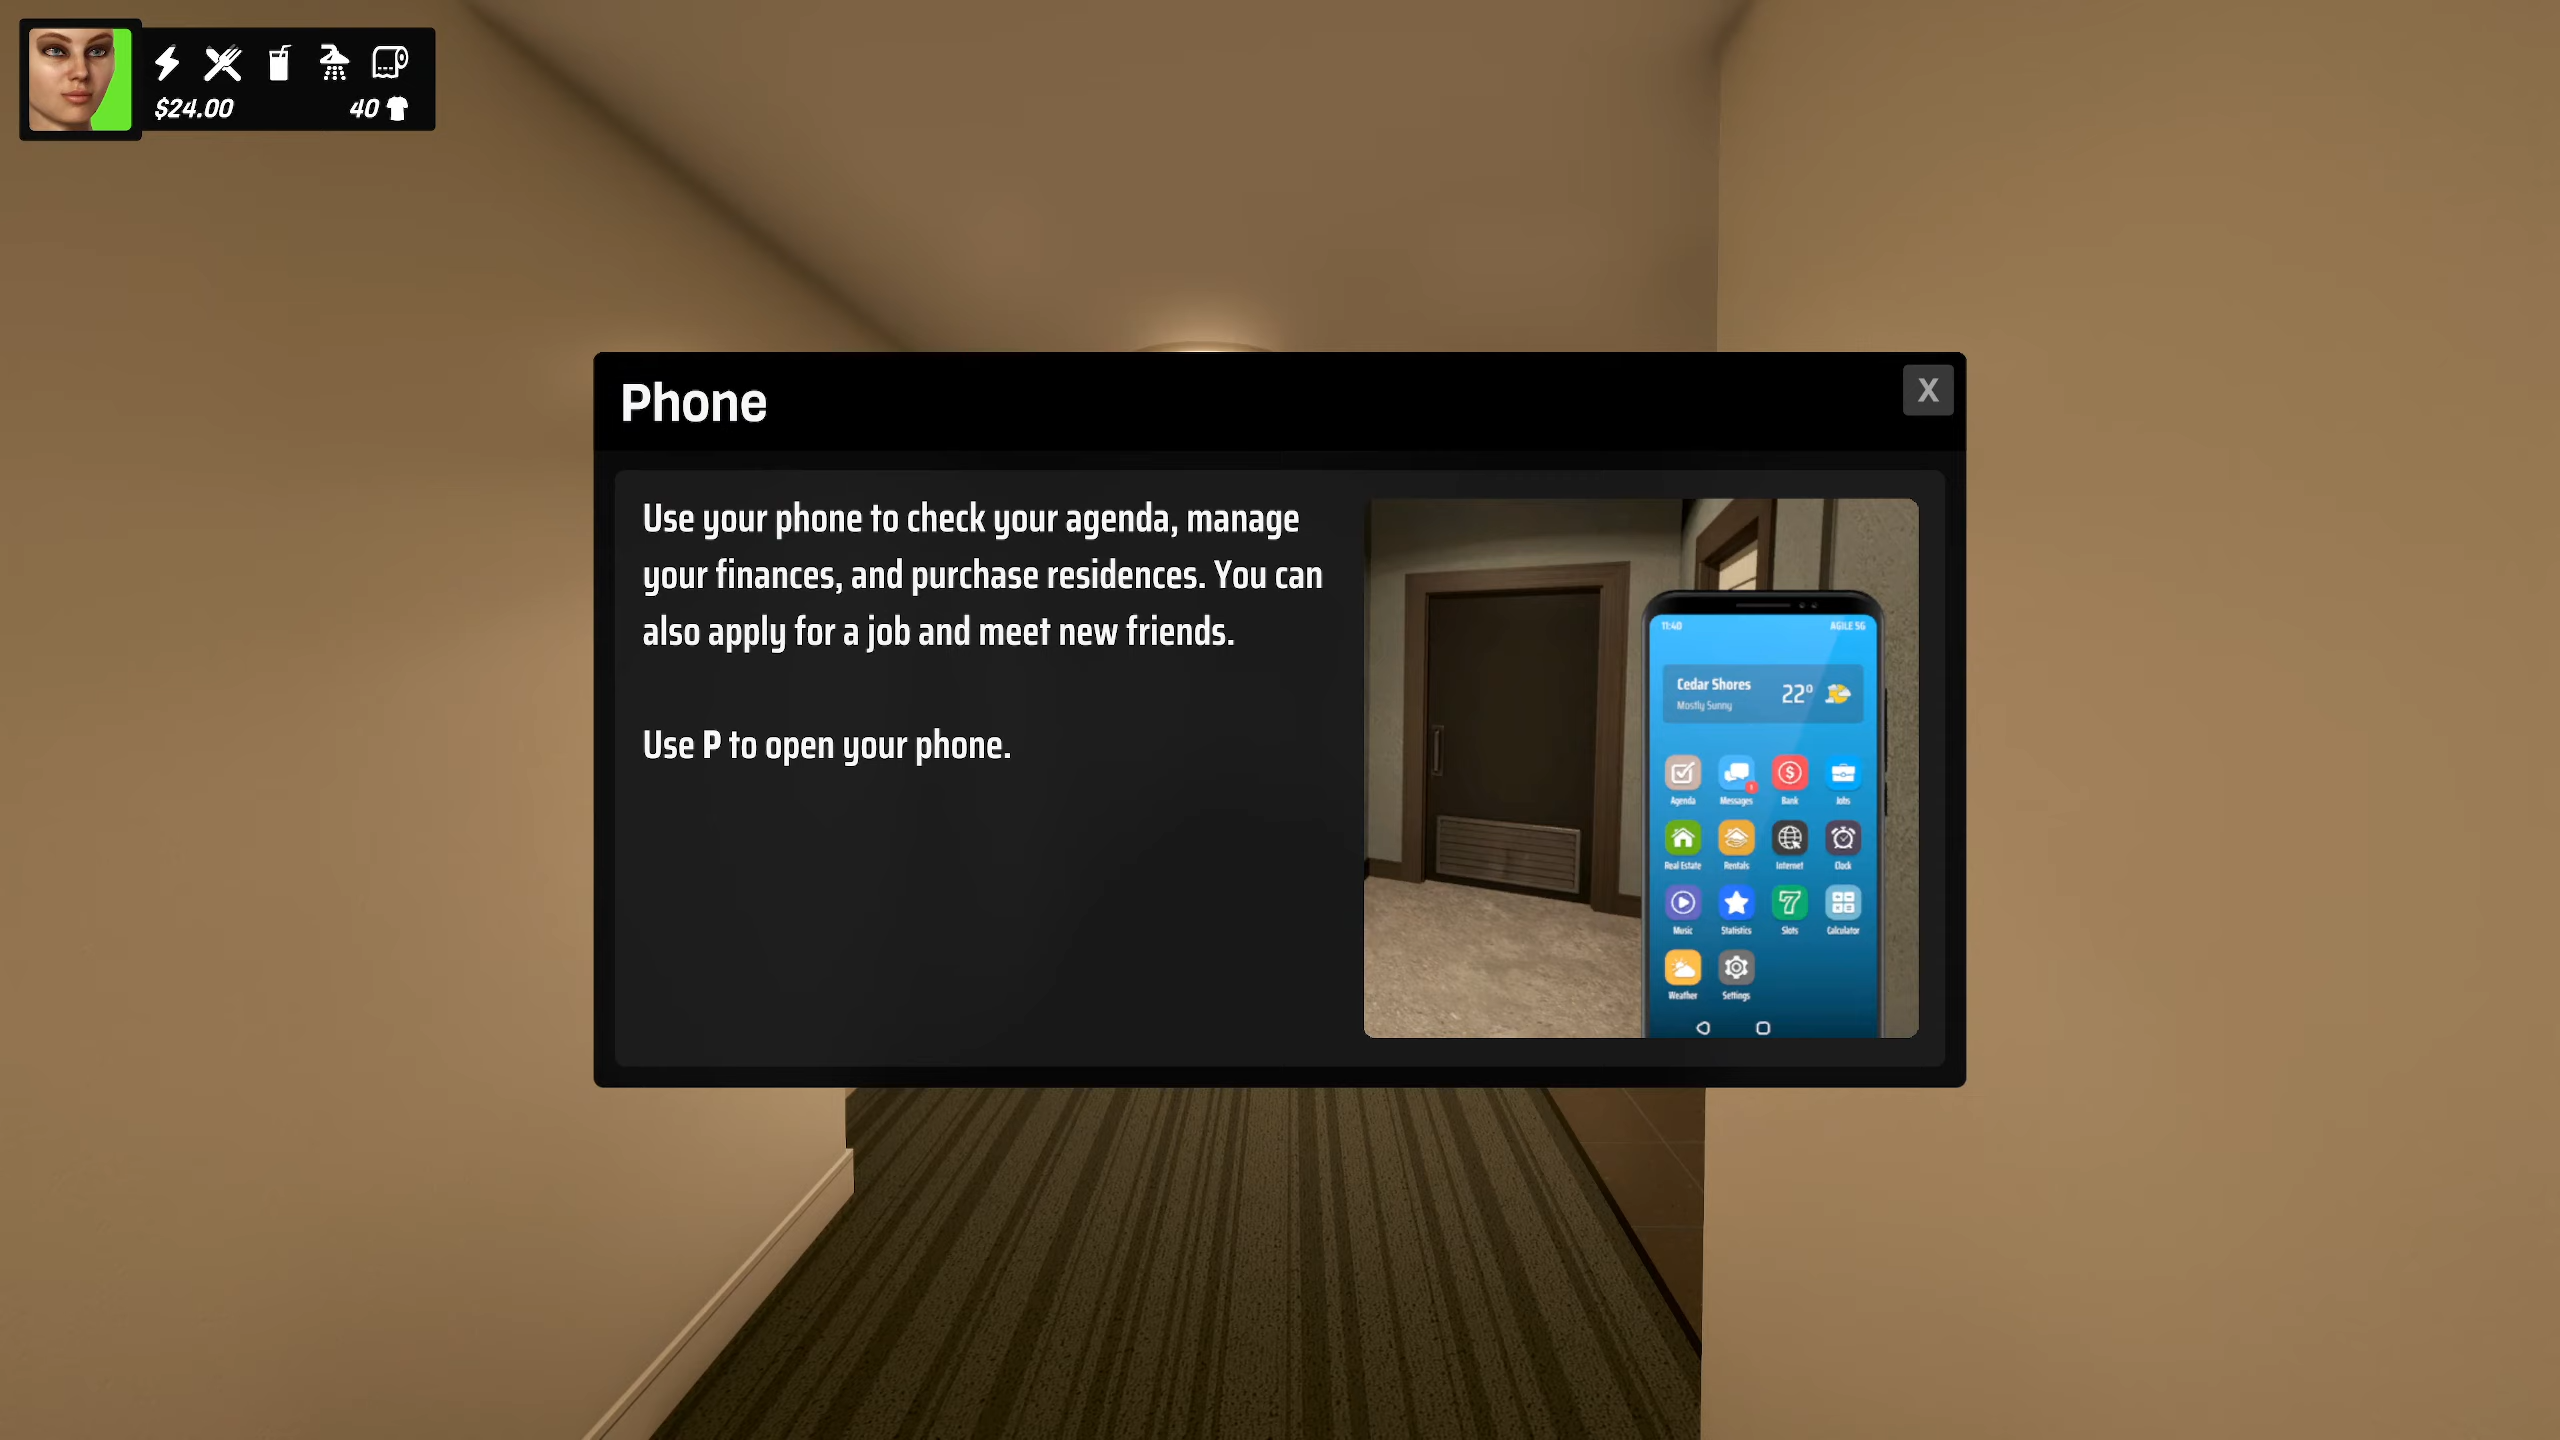 $24.00
40
Phone
X
Use your phone to check your agenda, manage
your finances, and purchase residences. You can
also apply for a job and meet new friends.
Use P to open your phone.
11:40 AGILE 5G
Cedar Shores
Mostly Sunny
22°
Agenda Messages Bank Jobs
Real Estate Rentals Internet Clock
Music Statistics Slots Calculator
Weather Settings